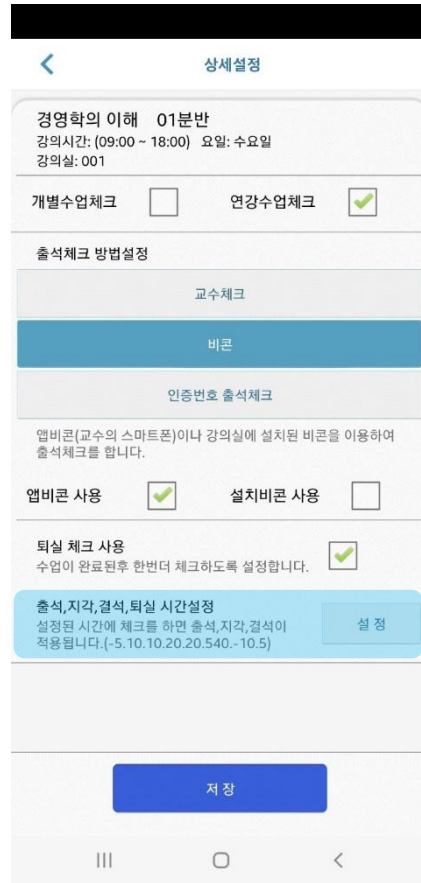 상세설정
경영학의 이해 01분반
강의시간: (09:00 ~ 18:00) 요일: 수요일
강의실: 001
개별수업체크 연강수업체크
출석체크 방법설정
교수체크
비콘
인증번호 출석체크
앱비콘(교수의 스마트폰)이나 강의실에 설치된 비콘을 이용하여
출석체크를 합니다.
앱비콘 사용 설치비콘 사용
퇴실 체크 사용
수업이 완료된후 한번더 체크하도록 설정합니다.
출석,지각,결석,퇴실 시간설정
설정된 시간에 체크를 하면 출석,지각,결석이
적용됩니다.(-5.10.10.20.20.540.-10.5)
설 정
저 장